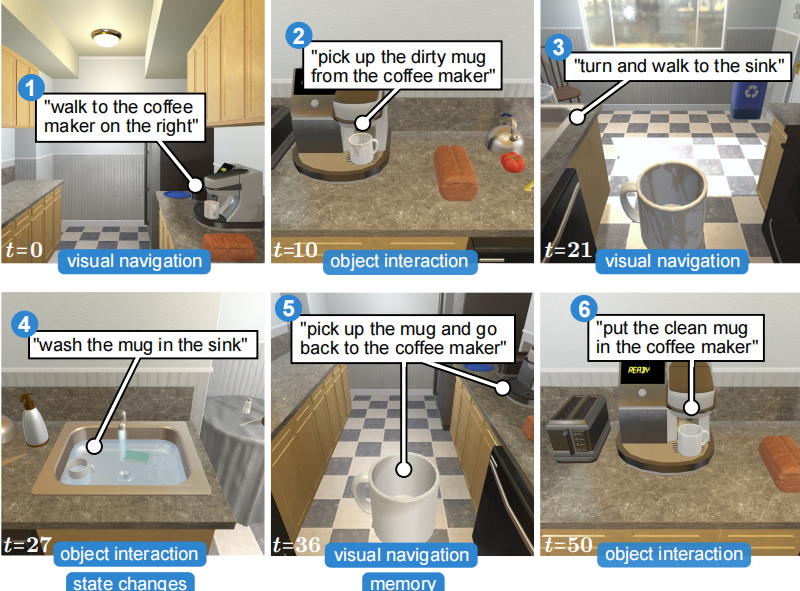 1
"walk to the coffee
maker on the right"
t=0
visual navigation
2
"pick up the dirty mug
from the coffee maker"
t=10
object interaction
3
"turn and walk to the sink"
t=21
visual navigation
4
"wash the mug in the sink"
t=27
object interaction
state changes
5
"pick up the mug and go
back to the coffee maker"
t=36
visual navigation
memory
6
"put the clean mug
in the coffee maker"
READY
t=50
object interaction